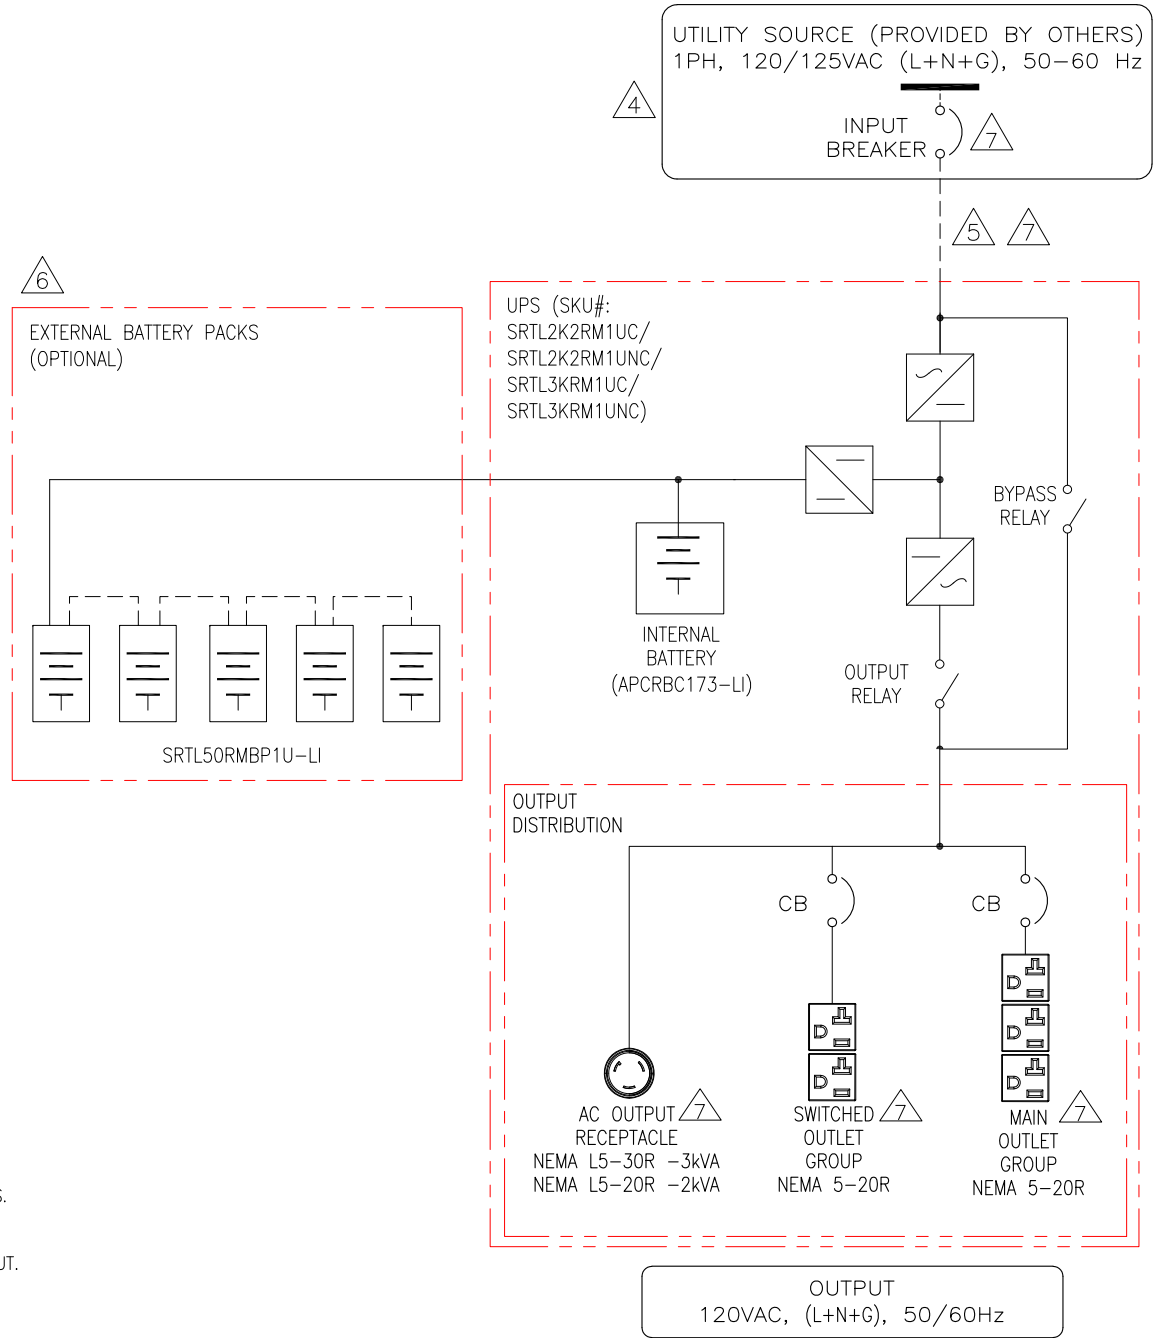 UTILITY SOURCE (PROVIDED BY OTHERS)
1PH, 120/125VAC (L+N+G), 50-60 Hz
4
INPUT
BREAKER
7
5
7
6
EXTERNAL BATTERY PACKS
(OPTIONAL)
UPS (SKU#:
SRTL2K2RM1UC/
SRTL2K2RM1UNC/
SRTL3KRM1UC/
SRTL3KRM1UNC)
BYPASS
RELAY
INTERNAL
BATTERY
(APCRBC173-LI)
OUTPUT
RELAY
SRTL50RMBP1U-LI
OUTPUT
DISTRIBUTION
CB
CB
AC OUTPUT
RECEPTACLE
NEMA L5-30R -3kVA
NEMA L5-20R -2kVA
7
SWITCHED
OUTLET
GROUP
NEMA 5-20R
7
MAIN
OUTLET
GROUP
NEMA 5-20R
7
S.
UT.
OUTPUT
120VAC, (L+N+G), 50/60Hz